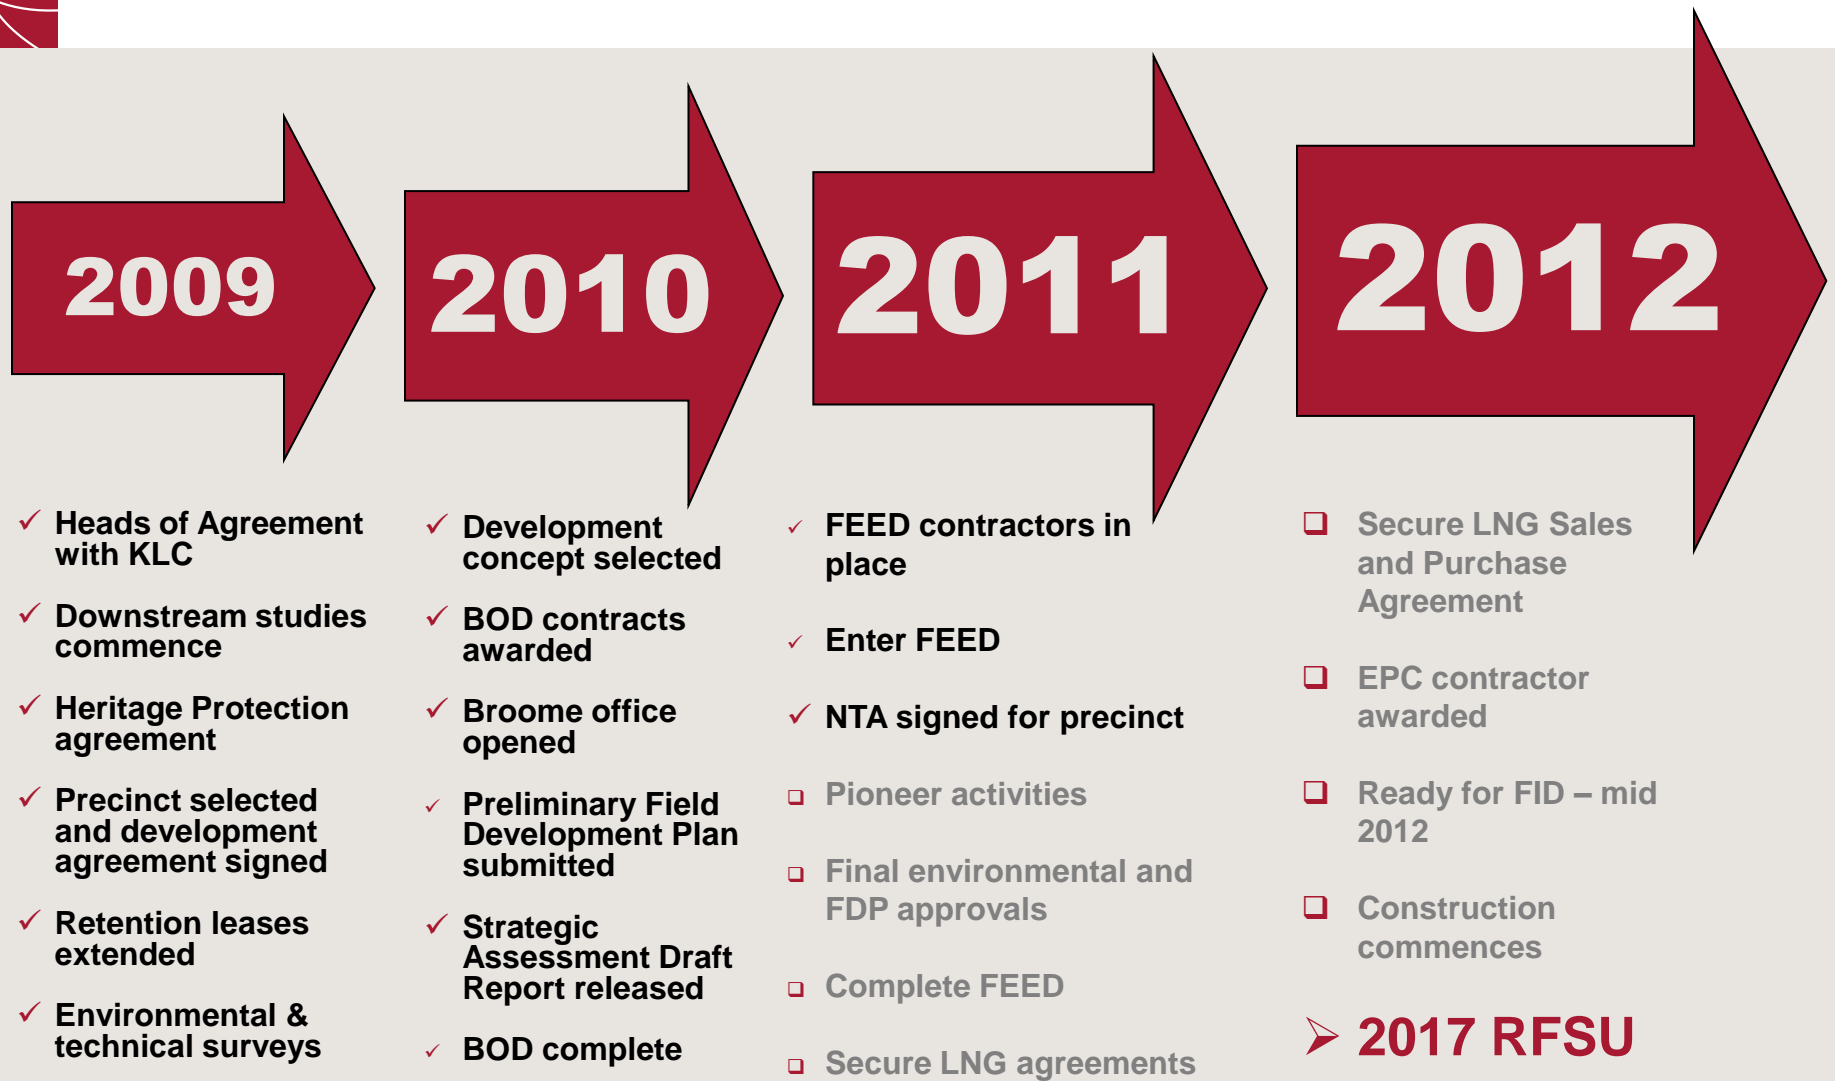 2009
2010
2011
2012
Heads of Agreement
with KLC
Downstream studies
commence
Heritage Protection
agreement
Precinct selected
and development
agreement signed
Retention leases
extended
Environmental &
technical surveys
Development
concept selected
BOD contracts
awarded
Broome office
opened
Preliminary Field
Development Plan
submitted
Strategic
Assessment Draft
Report released
BOD complete
FEED contractors in
place
Enter FEED
NTA signed for precinct
Pioneer activities
Final environmental and
FDP approvals
Complete FEED
Secure LNG agreements
Secure LNG Sales
and Purchase
Agreement
EPC contractor
awarded
Ready for FID – mid
2012
Construction
commences
2017 RFSU